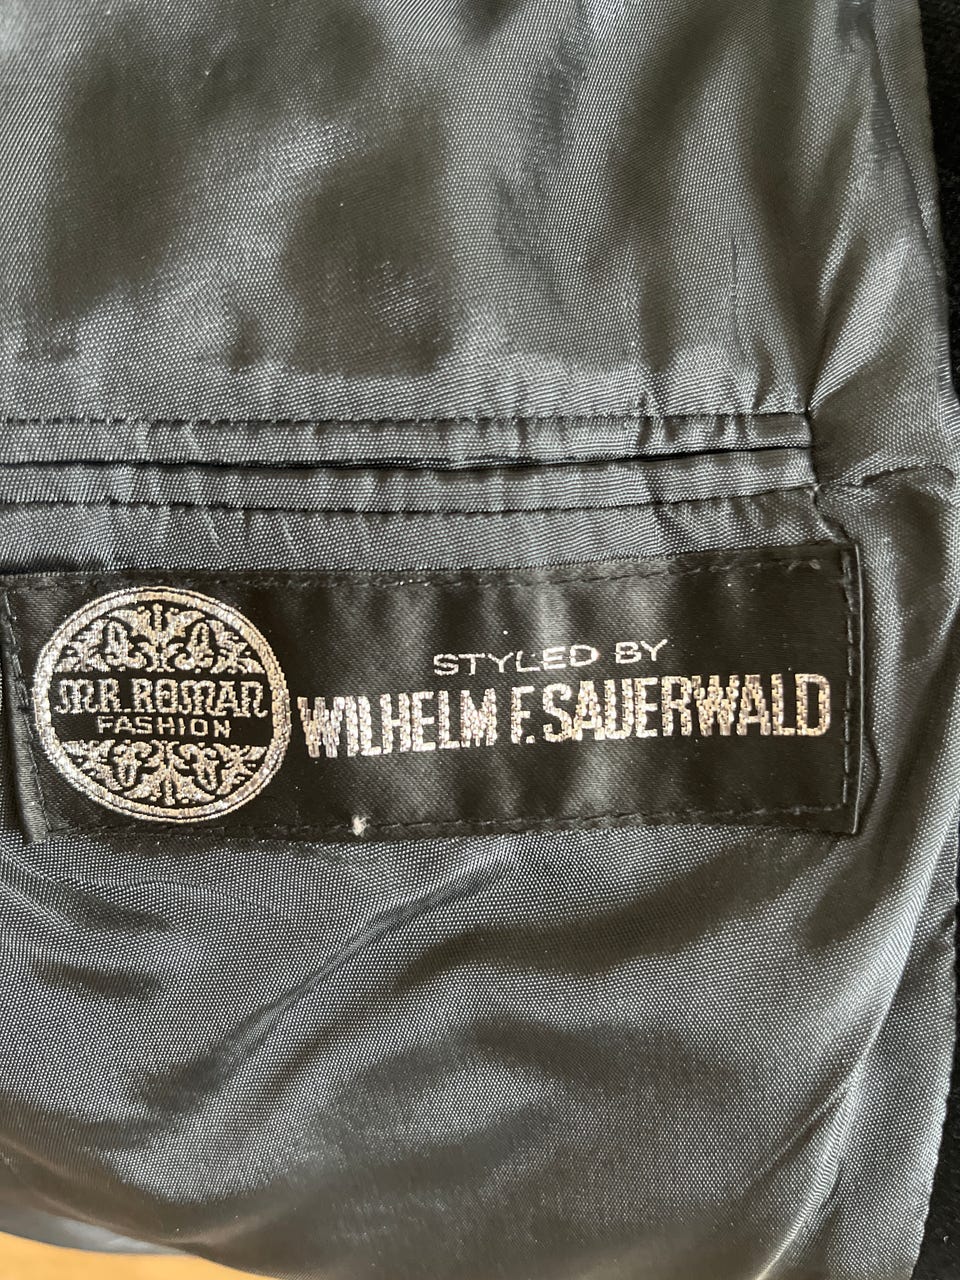 MR. ROMAN
FASHION
STYLED BY
WILHELM F. SAUERWALD